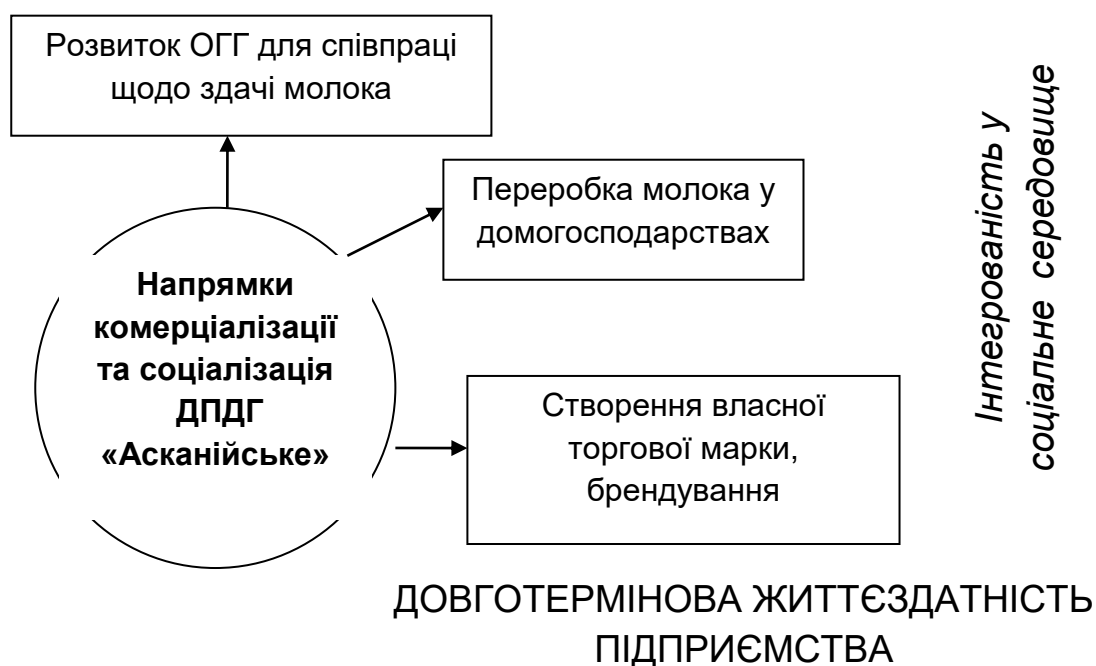 Розвиток ОГГ для співпраці
щодо здачі молока
Переробка молока у
домогосподарствах
Інтегрованість у
соціальне середовище
Напрямки
комерціалізації
та соціалізація
ДПДГ
«Асканійське»
Створення власної
торгової марки,
брендування
ДОВГОТЕРМІНОВА ЖИТТЄЗДАТНІСТЬ
ПІДПРИЄМСТВА